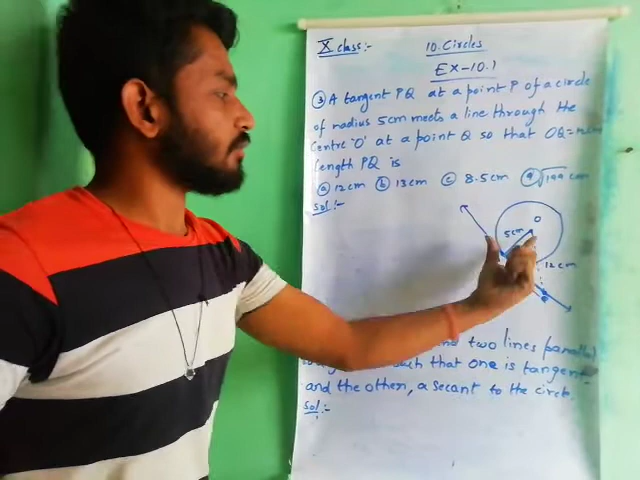 X class:- 10. Circles
EX-10.1
③ A tangent PQ at a point P of a circle
of radius 5cm meets a line through the
Centre 'O' at a point Q so that OQ=12cm
length PQ is
ⓐ 12cm ⓑ 13cm ⓒ 8.5cm ⓓ √119 cm
Sol:-
O
5cm
12cm
two lines parallel
that one is tangent
and the other, a secant to the circle.
Sol:-